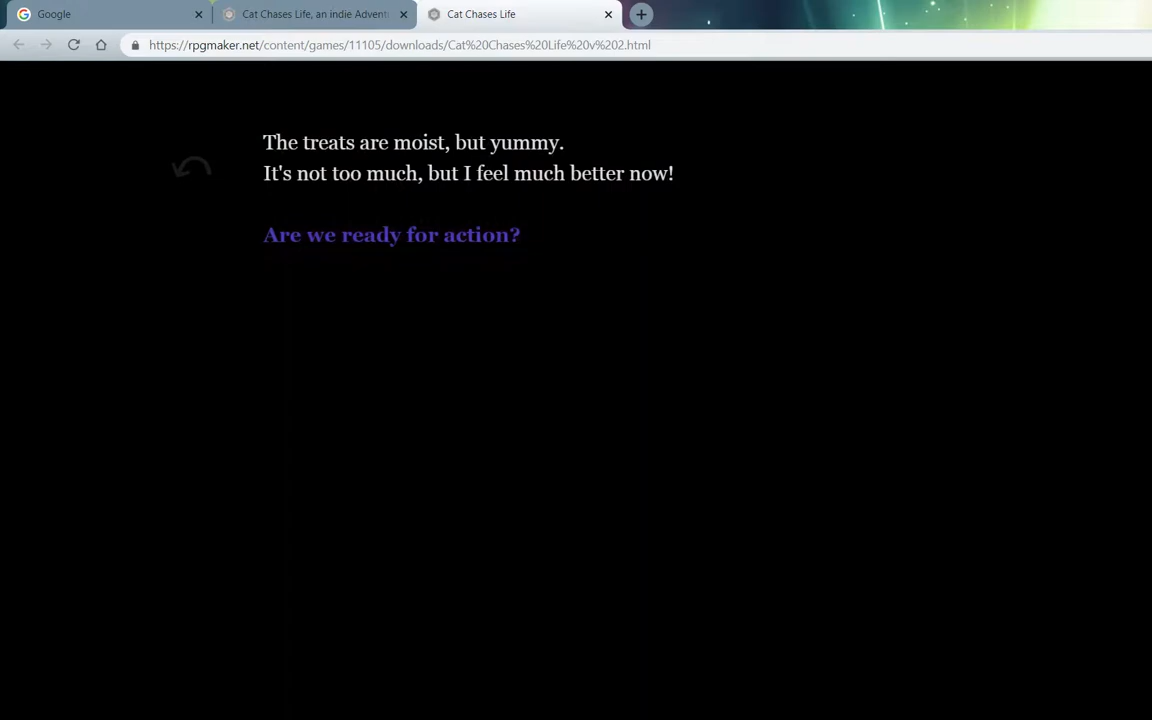 Google
Cat Chases Life, an indie Advent
Cat Chases Life
https://rpgmaker.net/content/games/11105/downloads/Cat%20Chases%20Life%20v%202.html
The treats are moist, but yummy.
It's not too much, but I feel much better now!
Are we ready for action?